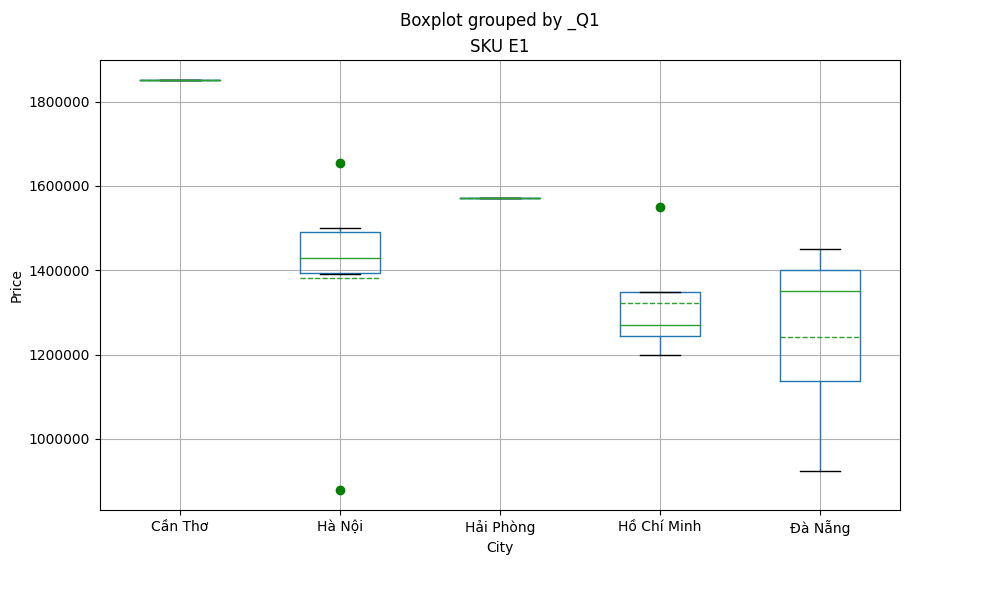 Boxplot grouped by _Q1
SKU E1
1800000
1600000
1400000
1200000
1000000
Price
Cần Thơ
Hà Nội
Hải Phòng
Hồ Chí Minh
Đà Nẵng
City